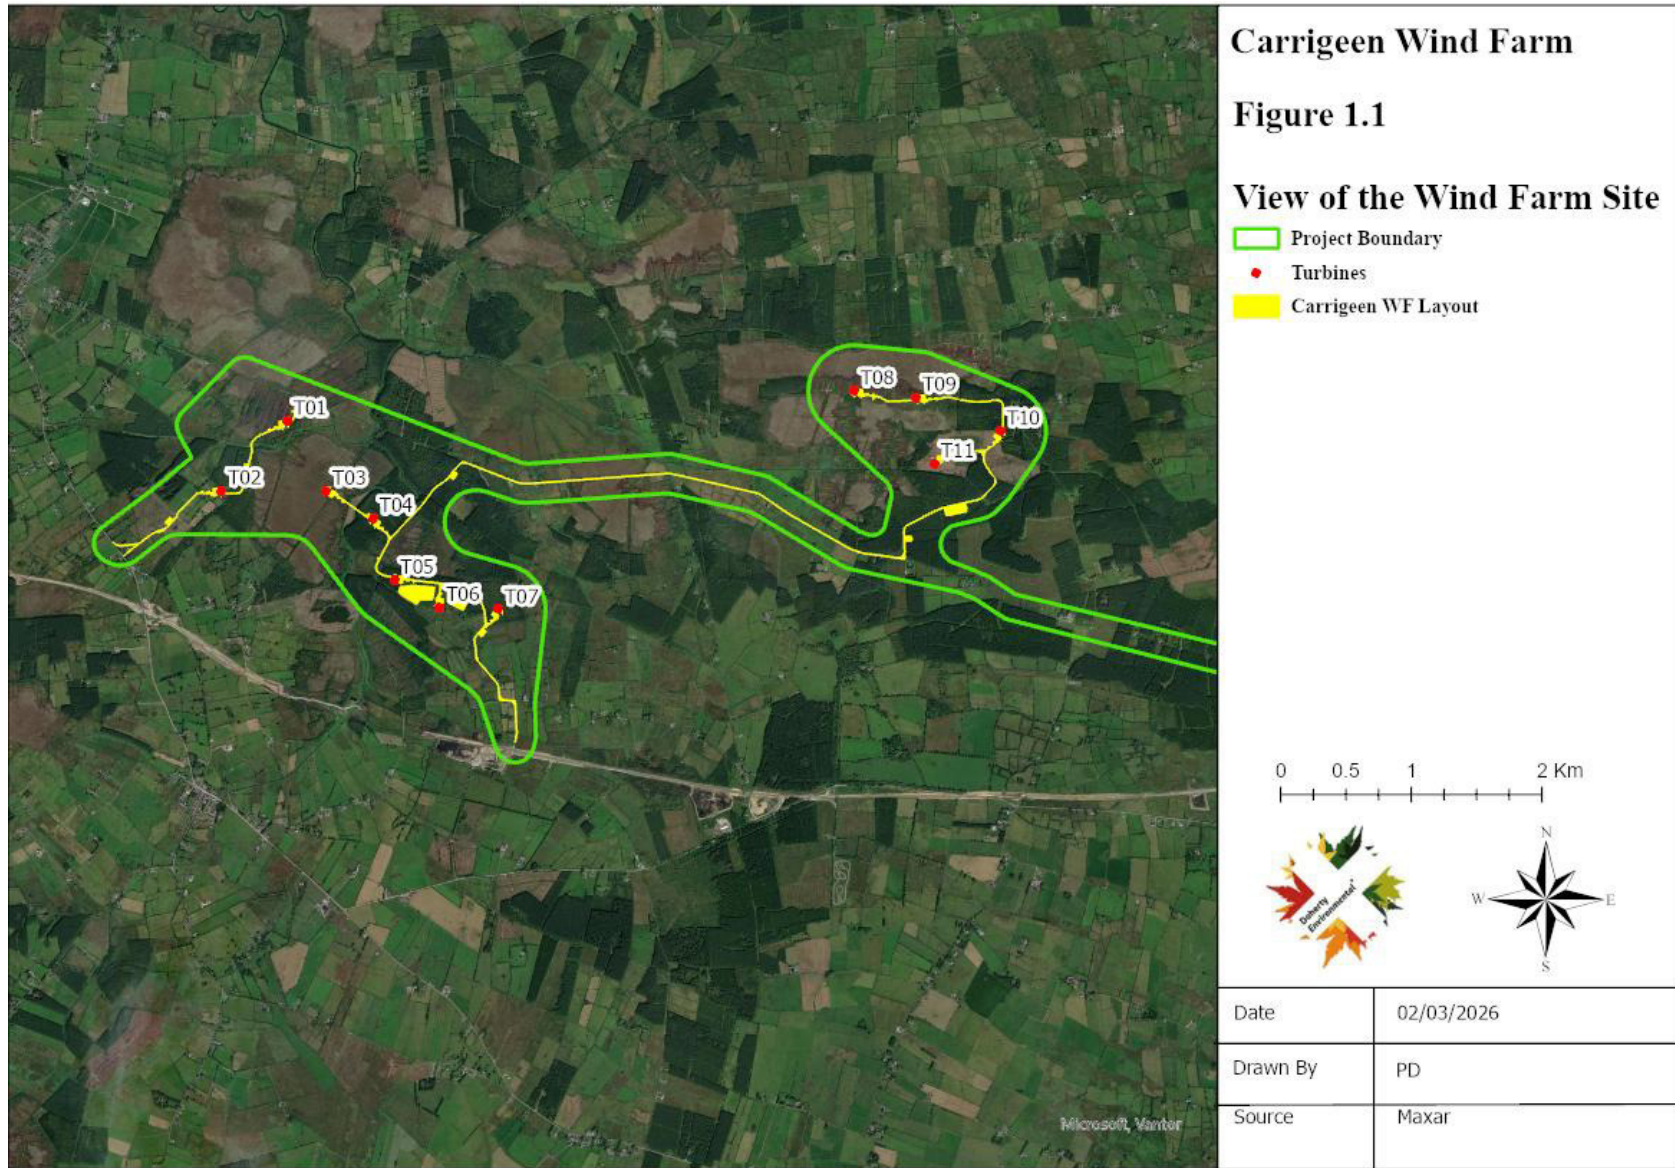 Carrigeen Wind Farm
Figure 1.1
View of the Wind Farm Site
Project Boundary
Turbines
Carrigeen WF Layout
T01
T02
T03
T04
T05
T06
T07
T08
T09
T10
T11
0 0.5 1 2 Km
Doherty
Environmental
N
W E
S
Microsoft, Vantor
Date 02/03/2026
Drawn By PD
Source Maxar